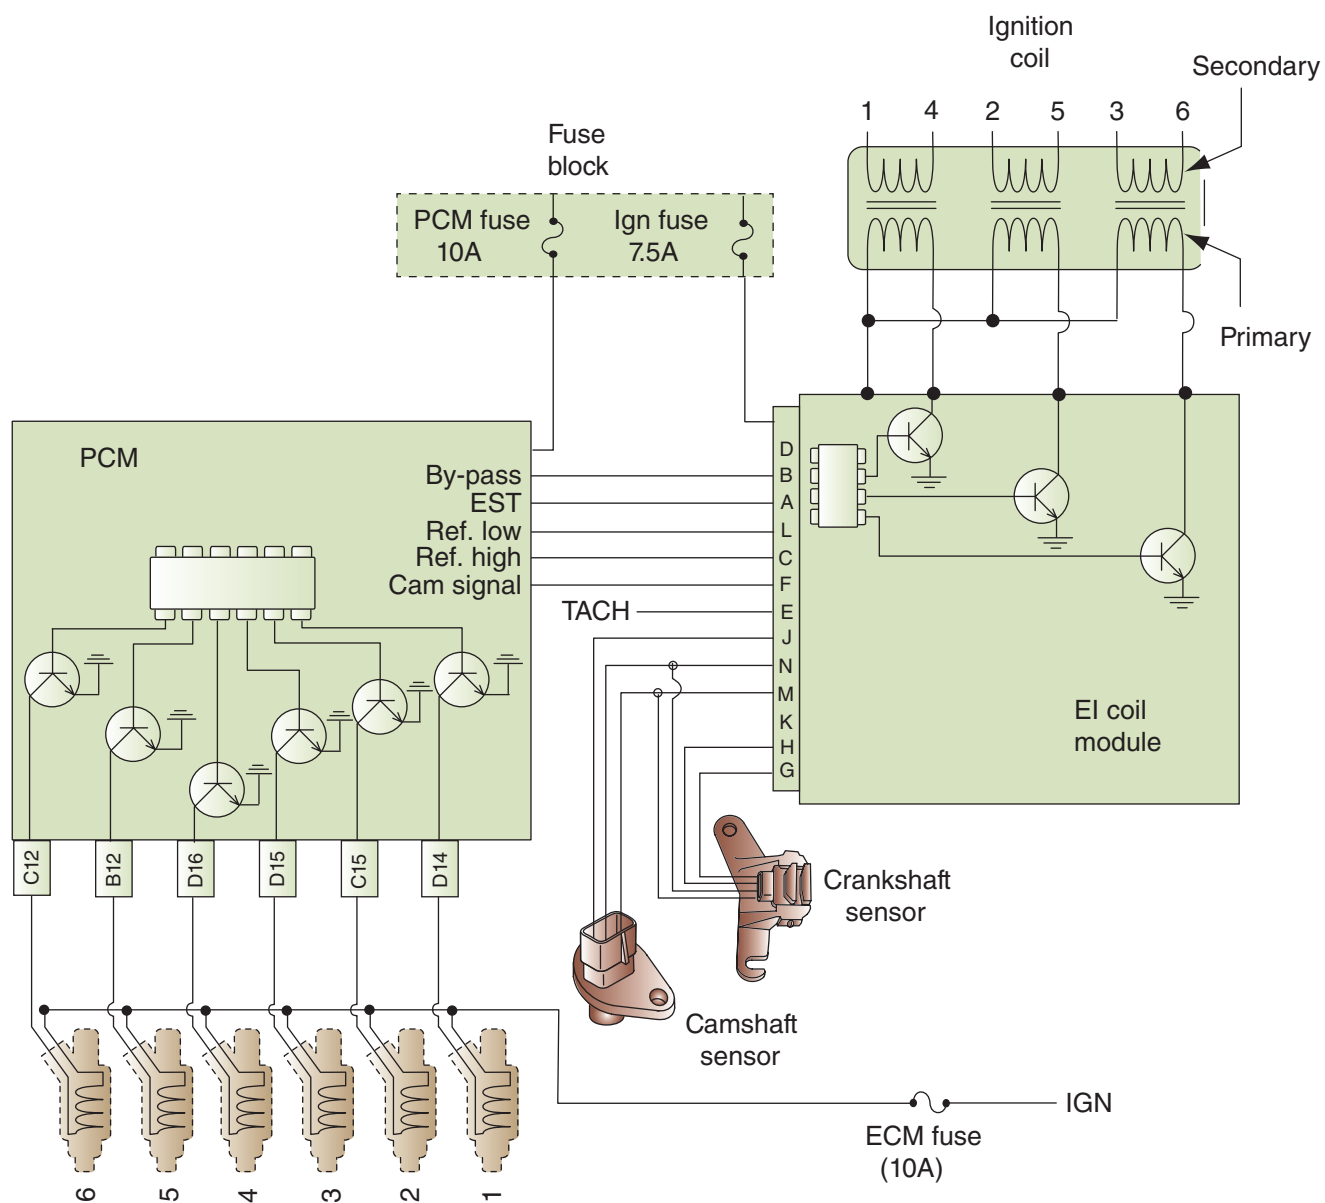 Ignition
coil
Secondary
1 4 2 5 3 6
Primary
Fuse
block
PCM fuse
10A
Ign fuse
7.5A
PCM
By-pass
EST
Ref. low
Ref. high
Cam signal
TACH
D
B
A
L
C
F
E
J
N
M
K
H
G
EI coil
module
C12
B12
D16
D15
C15
D14
Crankshaft
sensor
Camshaft
sensor
IGN
ECM fuse
(10A)
6
5
4
3
2
1